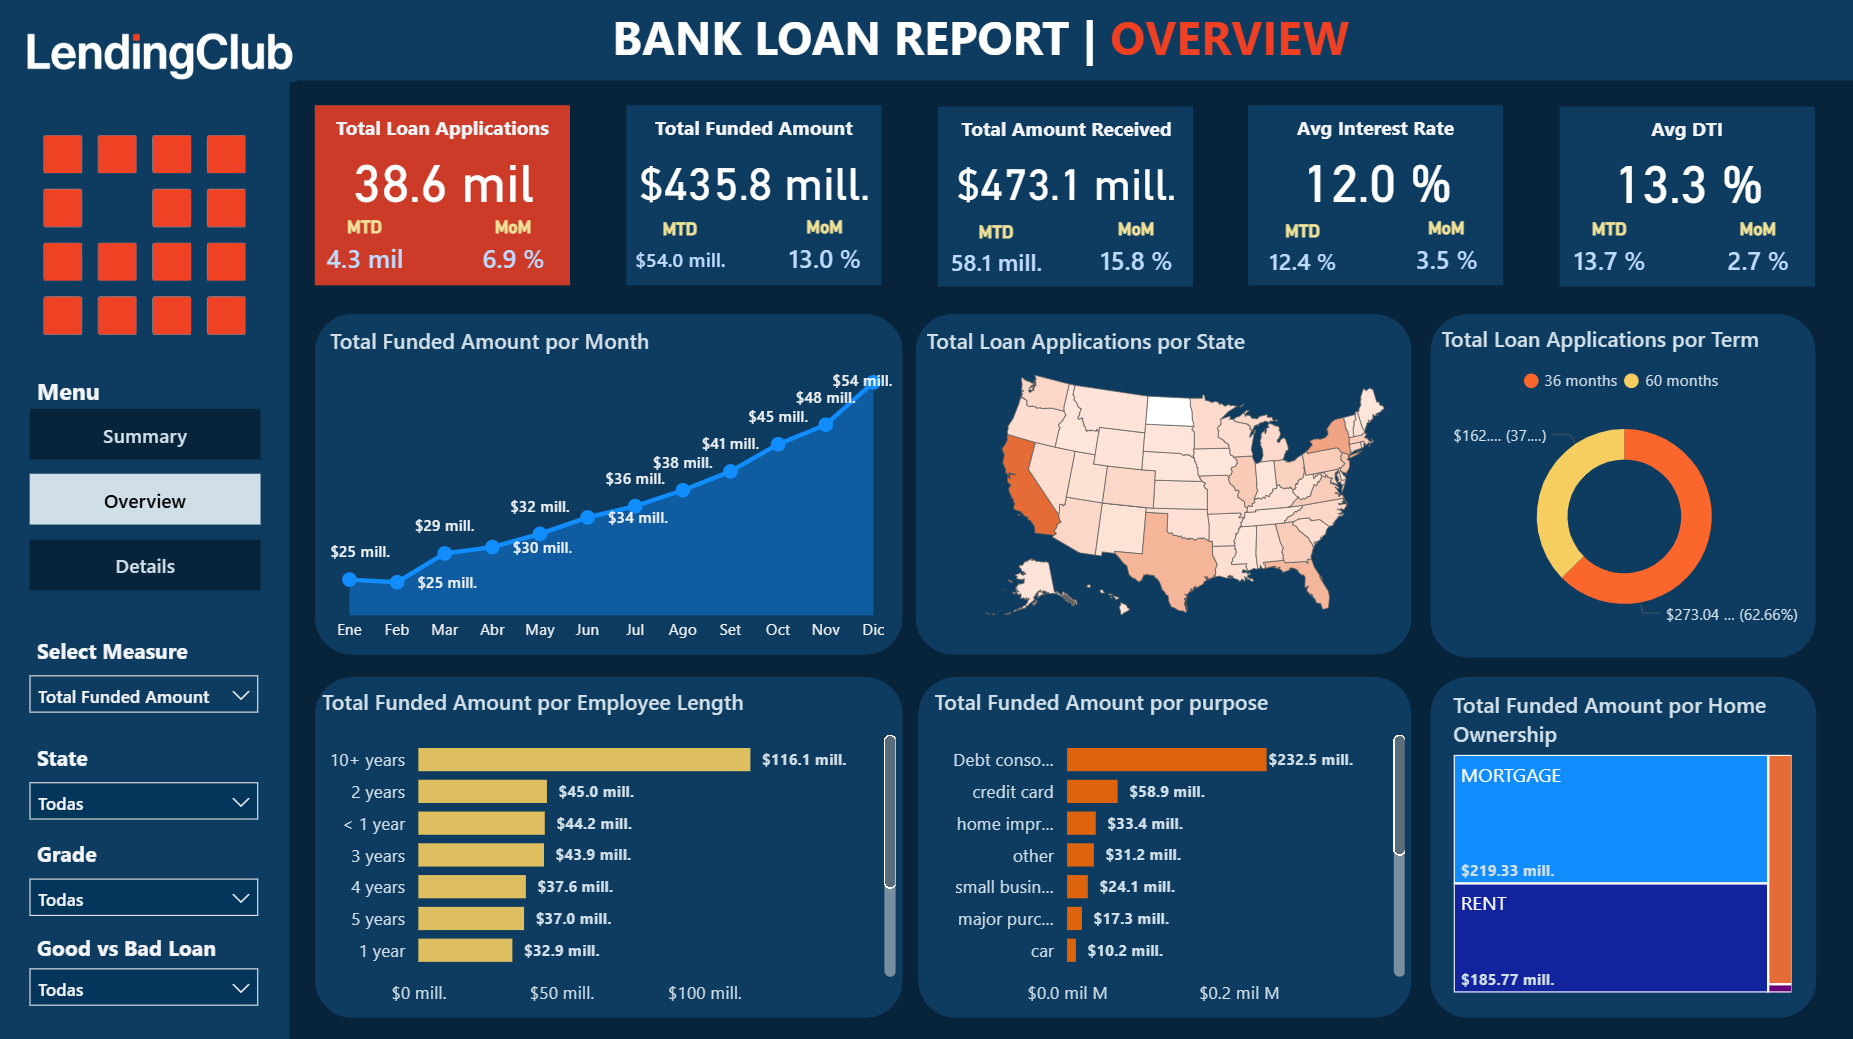 LendingClub
BANK LOAN REPORT | OVERVIEW
Total Loan Applications
38.6 mil
MTD
MoM
4.3 mil
6.9 %
Total Funded Amount
$435.8 mill.
MTD
MoM
$54.0 mill.
13.0 %
Total Amount Received
$473.1 mill.
MTD
MoM
58.1 mill.
15.8 %
Avg Interest Rate
12.0 %
MTD
MoM
12.4 %
3.5 %
Avg DTI
13.3 %
MTD
MoM
13.7 %
2.7 %
Menu
Summary
Overview
Details
Select Measure
Total Funded Amount
State
Todas
Grade
Todas
Good vs Bad Loan
Todas
Total Funded Amount por Month
$25 mill.
$25 mill.
$29 mill.
$30 mill.
$32 mill.
$34 mill.
$36 mill.
$38 mill.
$41 mill.
$45 mill.
$48 mill.
$54 mill.
Ene Feb Mar Abr May Jun Jul Ago Set Oct Nov Dic
Total Loan Applications por State
Total Loan Applications por Term
36 months 60 months
$162.... (37....)
$273.04 ... (62.66%)
Total Funded Amount por Employee Length
10+ years $116.1 mill.
2 years $45.0 mill.
< 1 year $44.2 mill.
3 years $43.9 mill.
4 years $37.6 mill.
5 years $37.0 mill.
1 year $32.9 mill.
$0 mill. $50 mill. $100 mill.
Total Funded Amount por purpose
Debt conso... $232.5 mill.
credit card $58.9 mill.
home impr... $33.4 mill.
other $31.2 mill.
small busin... $24.1 mill.
major purc... $17.3 mill.
car $10.2 mill.
$0.0 mil M $0.2 mil M
Total Funded Amount por Home
Ownership
MORTGAGE
$219.33 mill.
RENT
$185.77 mill.